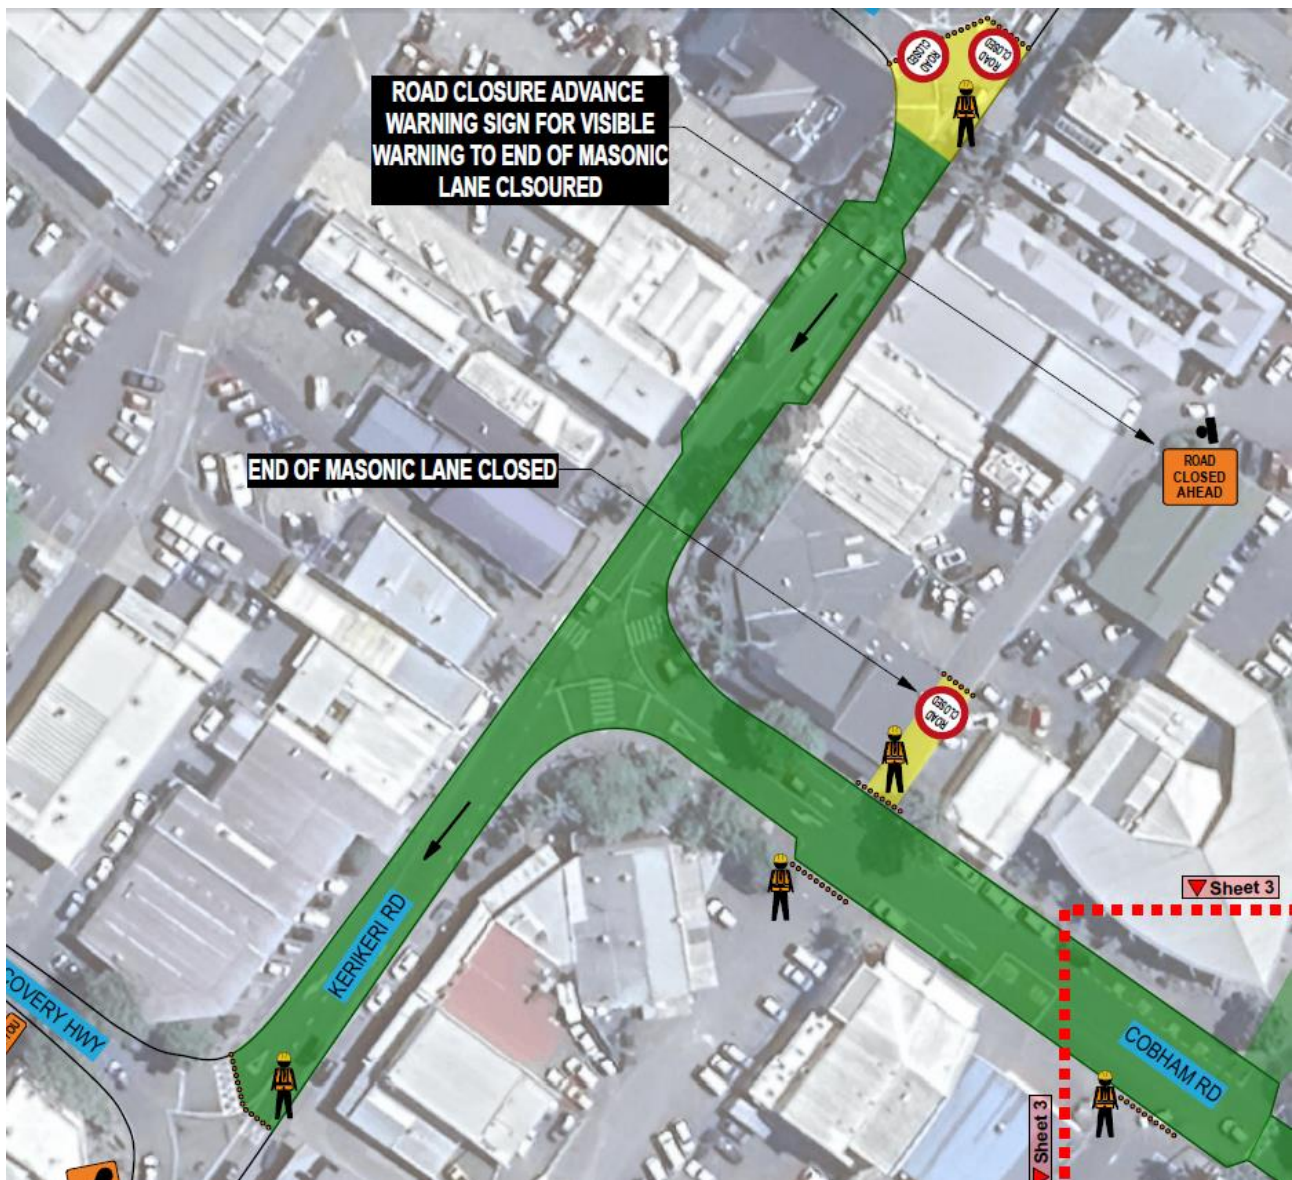 ROAD
CLOSED
ROAD
CLOSED
ROAD CLOSURE ADVANCE
WARNING SIGN FOR VISIBLE
WARNING TO END OF MASONIC
LANE CLSOURED
ROAD
CLOSED
AHEAD
END OF MASONIC LANE CLOSED
ROAD
CLOSED
Sheet 3
KERIKERI RD
COVERY HWY
COBHAM RD
Sheet 3